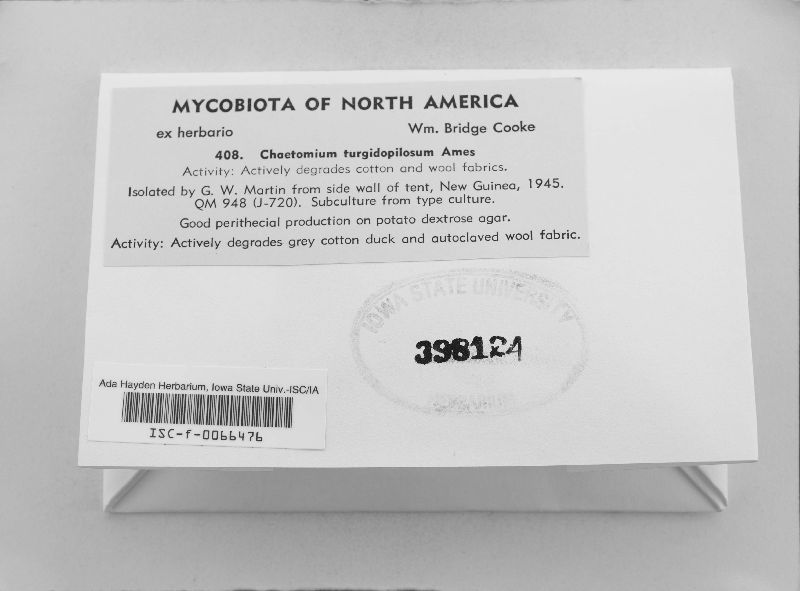 MYCOBIOTA OF NORTH AMERICA
ex herbario Wm. Bridge Cooke
408. Chaetomium turgidopilosum Ames
Activity: Actively degrades cotton and wool fabrics.
Isolated by G. W. Martin from side wall of tent, New Guinea, 1945.
QM 948 (J-720). Subculture from type culture.
Good perithecial production on potato dextrose agar.
Activity: Actively degrades grey cotton duck and autoclaved wool fabric.
IOWA STATE UNIVERSITY
398124
Ada Hayden Herbarium, Iowa State Univ.-ISC/IA
ISC-f-0066476